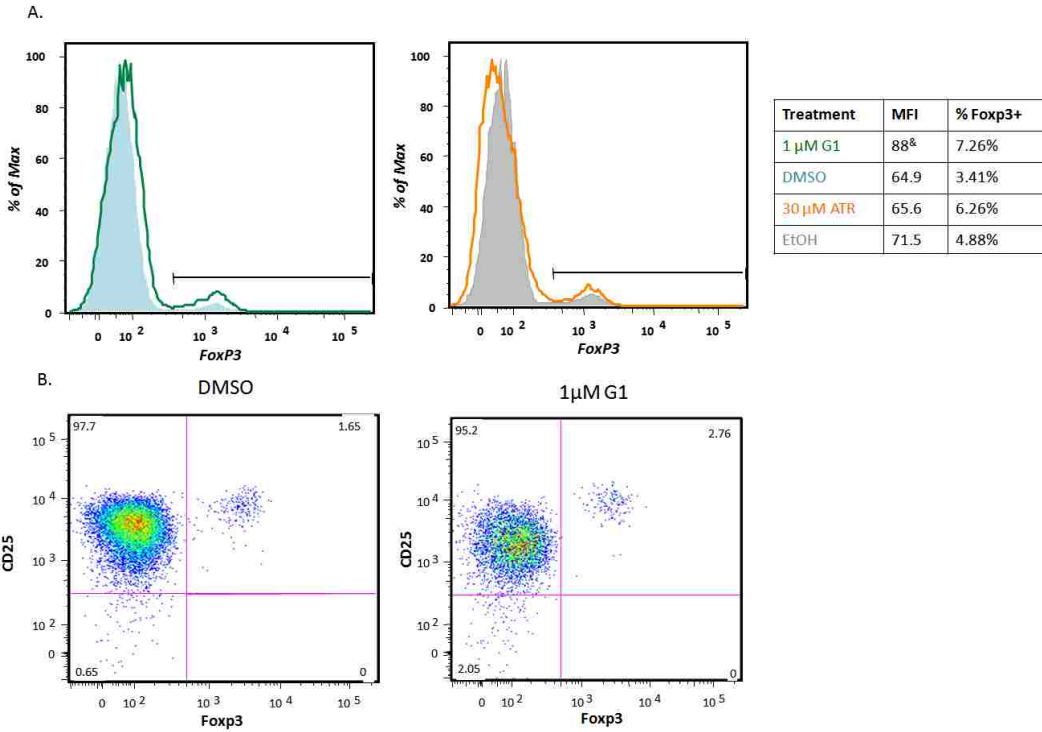 A.
100
80
60
40
20
0
% of Max
0 10 2 10 3 10 4 10 5
FoxP3
100
80
60
40
20
0
% of Max
0 10 2 10 3 10 4 10 5
FoxP3
Treatment MFI % Foxp3+
1 µM G1 88& 7.26%
DMSO 64.9 3.41%
30 µM ATR 65.6 6.26%
EtOH 71.5 4.88%
B.
DMSO
97.7 1.65
10 5
10 4
10 3
10 2
0
CD25
0.65 0
0 10 2 10 3 10 4 10 5
Foxp3
1µM G1
95.2 2.76
10 5
10 4
10 3
10 2
0
CD25
2.05 0
0 10 2 10 3 10 4 10 5
Foxp3